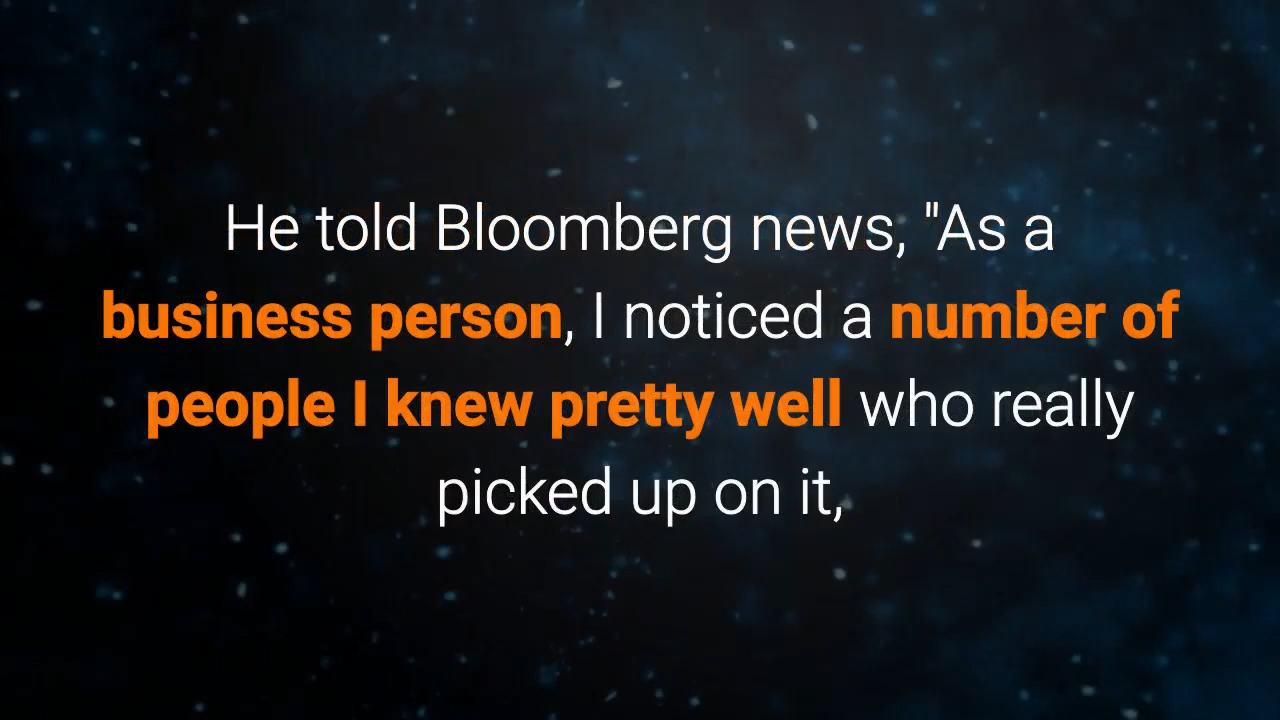 He told Bloomberg news, "As a
business person, I noticed a number of
people I knew pretty well who really
picked up on it,